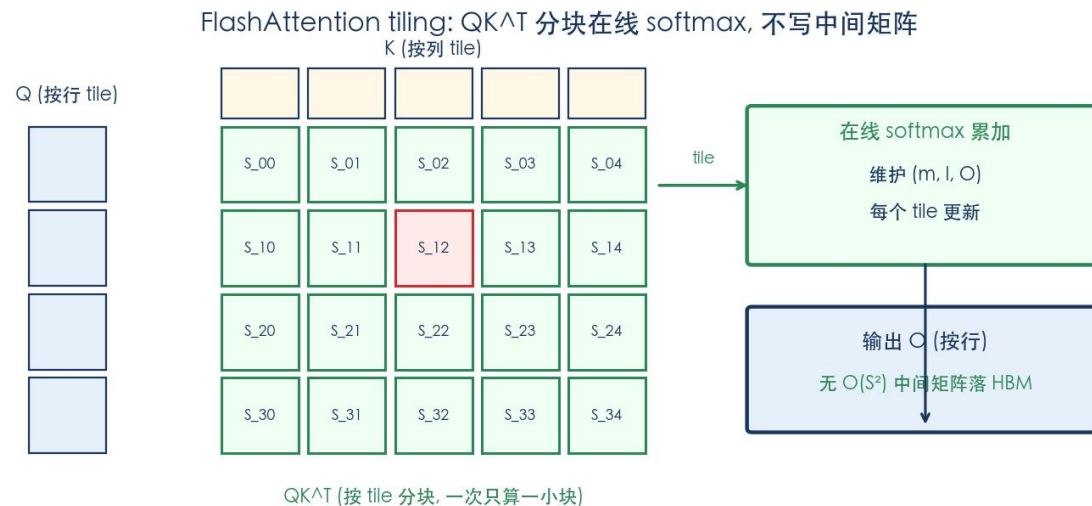 FlashAttention tiling: QK^T 分块在线 softmax, 不写中间矩阵
K (按列 tile)
Q (按行 tile)
S_00 S_01 S_02 S_03 S_04
S_10 S_11 S_12 S_13 S_14
S_20 S_21 S_22 S_23 S_24
S_30 S_31 S_32 S_33 S_34
QK^T (按 tile 分块, 一次只算一小块)
tile
在线 softmax 累加
维护 (m, l, O)
每个 tile 更新
输出 O (按行)
无 O(S²) 中间矩阵落 HBM